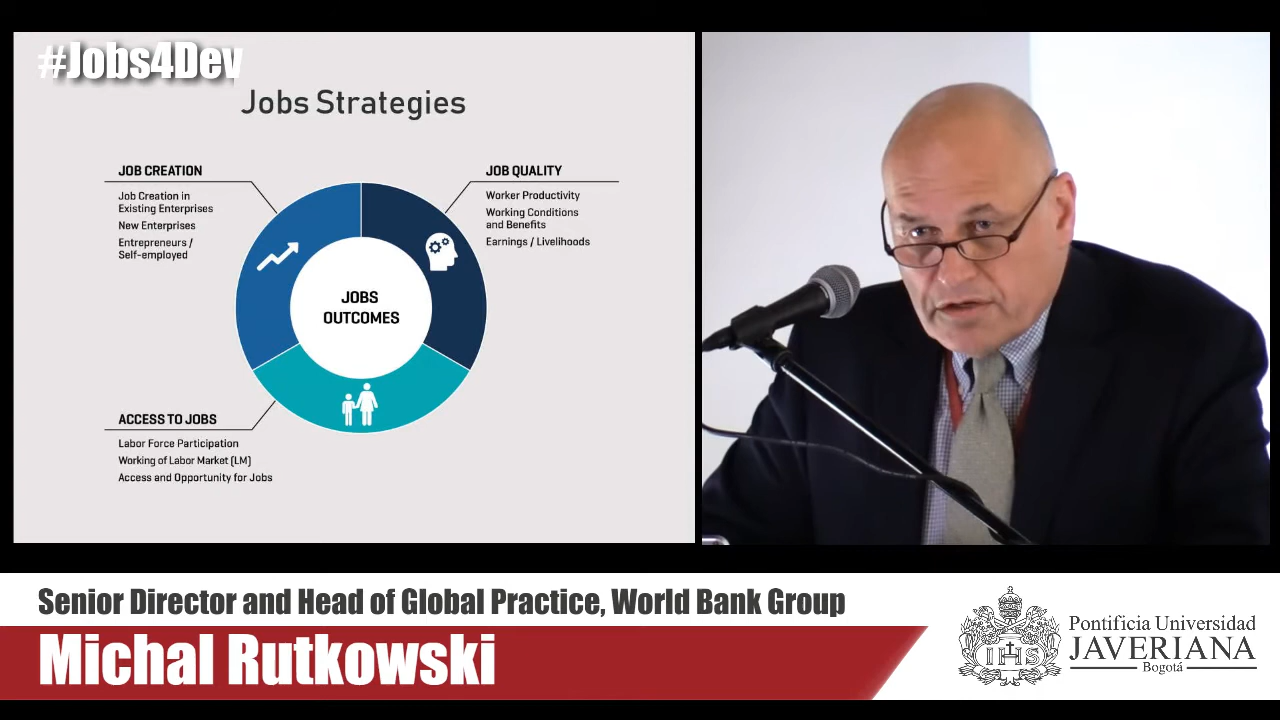 #Jobs4Dev
Jobs Strategies
JOB CREATION
Job Creation in
Existing Enterprises
New Enterprises
Entrepreneurs /
Self-employed
JOB QUALITY
Worker Productivity
Working Conditions
and Benefits
Earnings / Livelihoods
JOBS
OUTCOMES
ACCESS TO JOBS
Labor Force Participation
Working of Labor Market (LM)
Access and Opportunity for Jobs
Senior Director and Head of Global Practice, World Bank Group
Michal Rutkowski
IHS
Pontificia Universidad
JAVERIANA
Bogotá